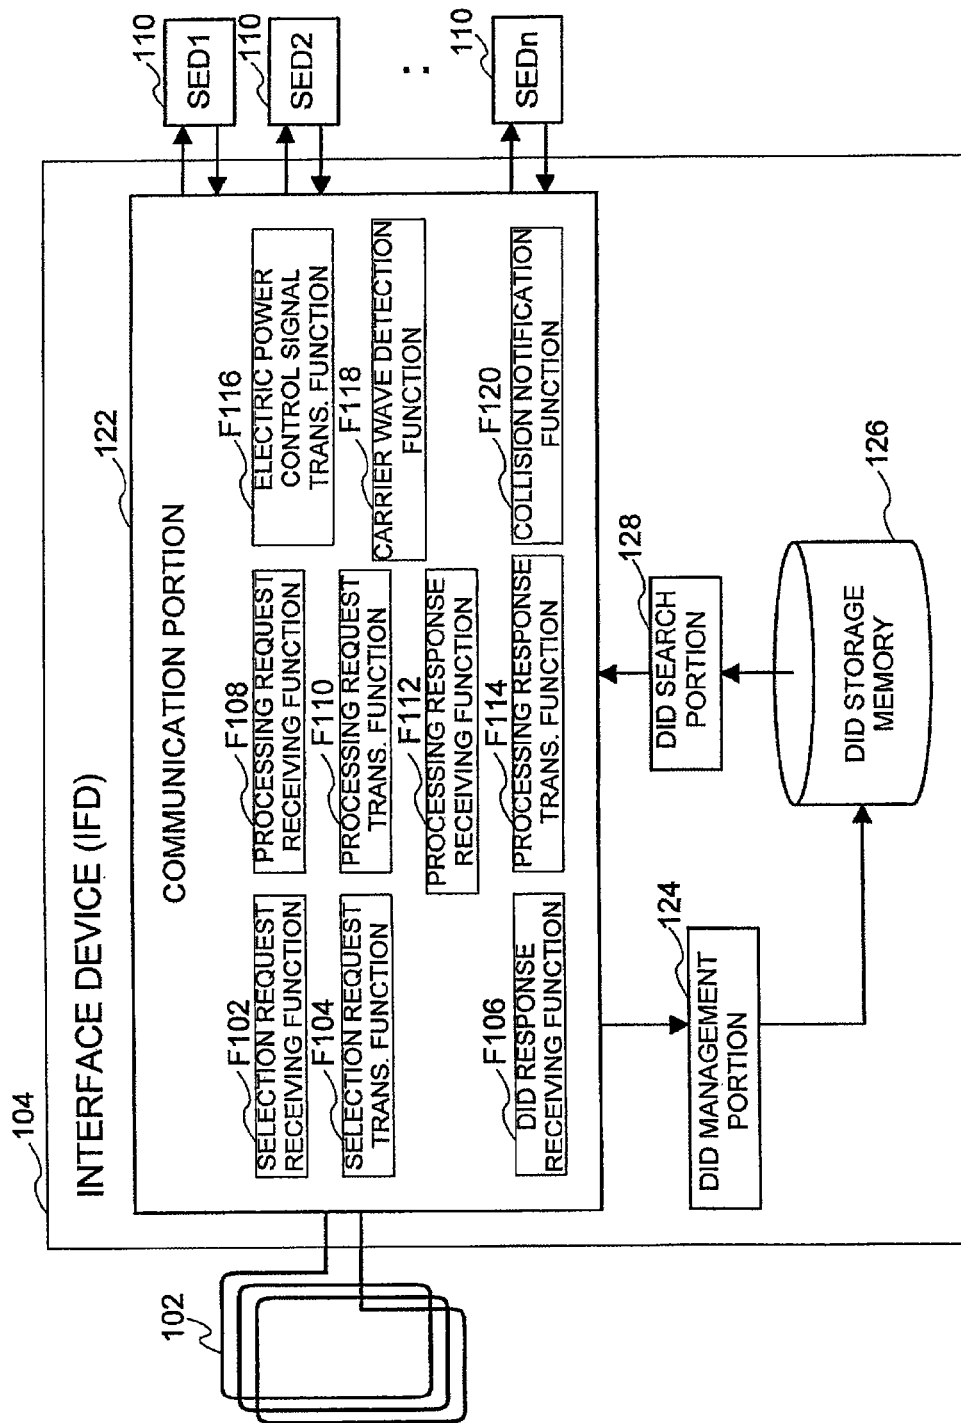 104
INTERFACE DEVICE (IFD)
122
COMMUNICATION PORTION
102
F102
SELECTION REQUEST
RECEIVING FUNCTION
F104
SELECTION REQUEST
TRANS. FUNCTION
F106
DID RESPONSE
RECEIVING FUNCTION
F108
PROCESSING REQUEST
RECEIVING FUNCTION
F110
PROCESSING REQUEST
TRANS. FUNCTION
F112
PROCESSING RESPONSE
RECEIVING FUNCTION
F114
PROCESSING RESPONSE
TRANS. FUNCTION
F116
ELECTRIC POWER
CONTROL SIGNAL
TRANS. FUNCTION
F118
CARRIER WAVE DETECTION
FUNCTION
F120
COLLISION NOTIFICATION
FUNCTION
110
SED1
110
SED2
:
110
SEDn
124
DID MANAGEMENT
PORTION
128
DID SEARCH
PORTION
126
DID STORAGE
MEMORY